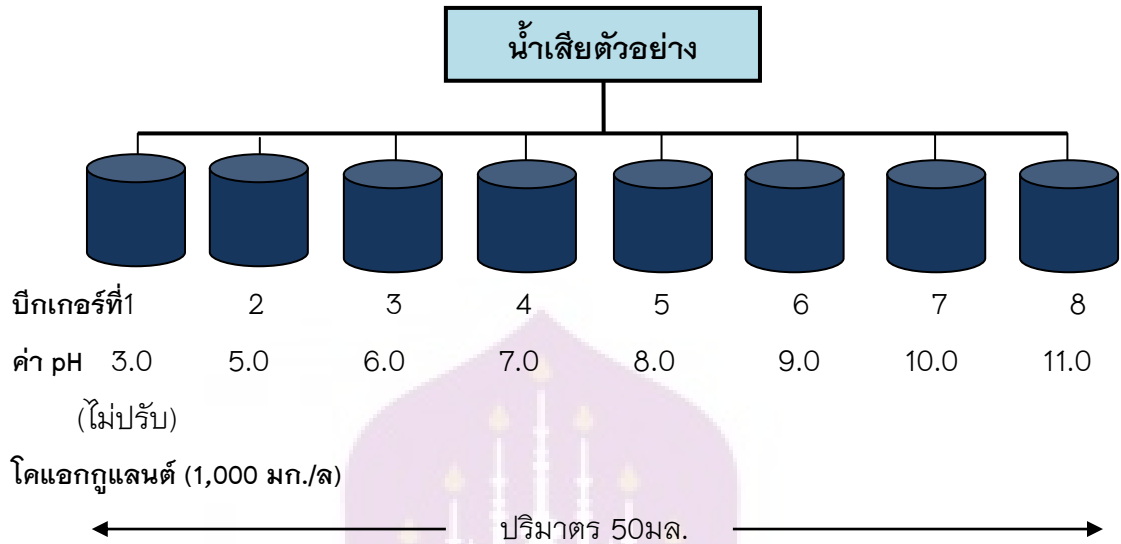 น้ำเสียตัวอย่าง
บีกเกอร์ที่1 2 3 4 5 6 7 8
ค่า pH 3.0 5.0 6.0 7.0 8.0 9.0 10.0 11.0
(ไม่ปรับ)
โคแอกกูแลนต์ (1,000 มก./ล)
ปริมาตร 50มล.